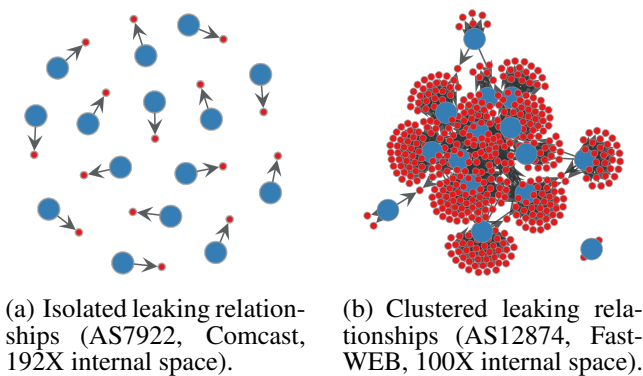 (a) Isolated leaking relation-
ships (AS7922, Comcast,
192X internal space).
(b) Clustered leaking rela-
tionships (AS12874, Fast-
WEB, 100X internal space).